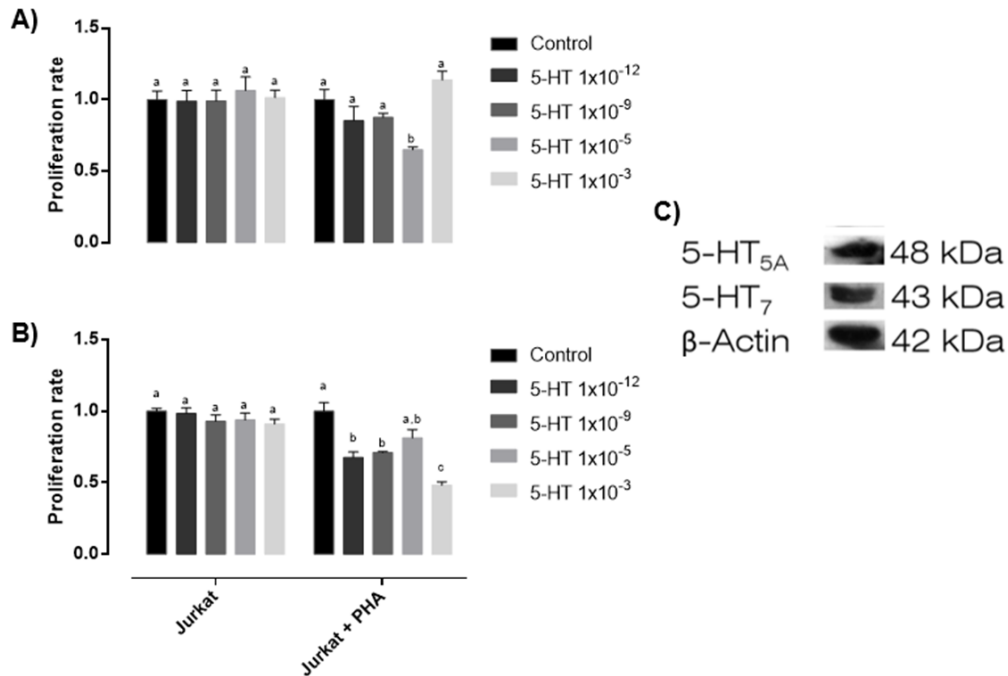 A)
1.5
1.0
0.5
0.0
Proliferation rate
a a a a a
a a a b a
Control
5-HT 1x10⁻¹²
5-HT 1x10⁻⁹
5-HT 1x10⁻⁵
5-HT 1x10⁻³
B)
1.5
1.0
0.5
0.0
Proliferation rate
a a a a a
a b b a,b c
Control
5-HT 1x10⁻¹²
5-HT 1x10⁻⁹
5-HT 1x10⁻⁵
5-HT 1x10⁻³
Jurkat
Jurkat + PHA
C)
5-HT₅A 48 kDa
5-HT₇ 43 kDa
β-Actin 42 kDa